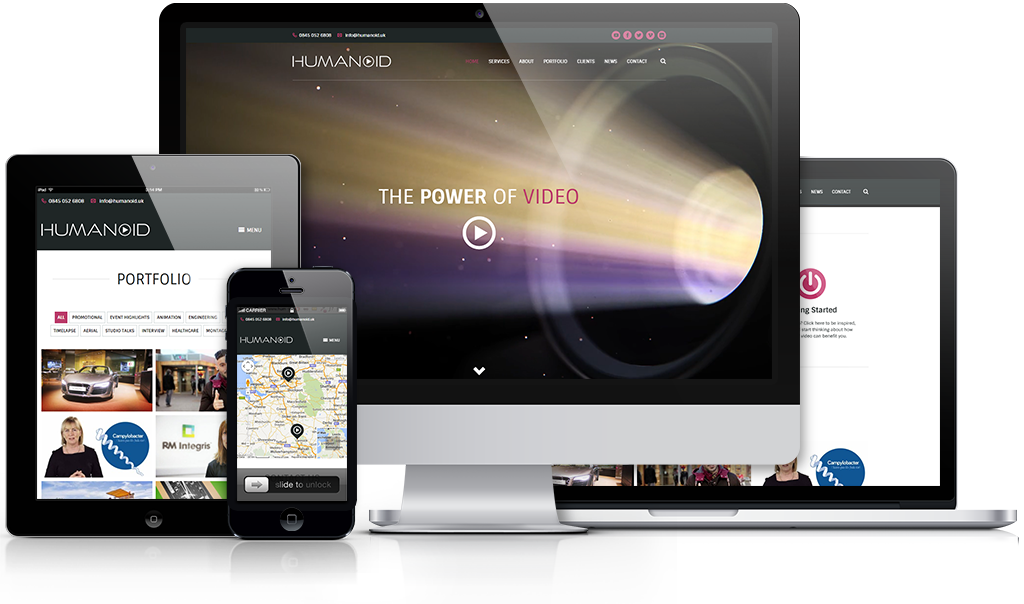 0845 052 6808 info@humanoid.uk
HUMANOID
HOME SERVICES ABOUT PORTFOLIO CLIENTS NEWS CONTACT
THE POWER OF VIDEO
iPad
0845 052 6808 info@humanoid.uk
HUMANOID
MENU
PORTFOLIO
ALL PROMOTIONAL EVENT HIGHLIGHTS ANIMATION ENGINEERING
TIMELAPSE AERIAL STUDIO TALKS INTERVIEW HEALTHCARE MONTAG
Campylobacter
RM Integris
CARRIER
0845 052 6808 info@humanoid.uk
HUMANOID
MENU
slide to unlock
S NEWS CONTACT
ng Started
? Click here to be inspired,
start thinking about how
video can benefit you
Campylobacter